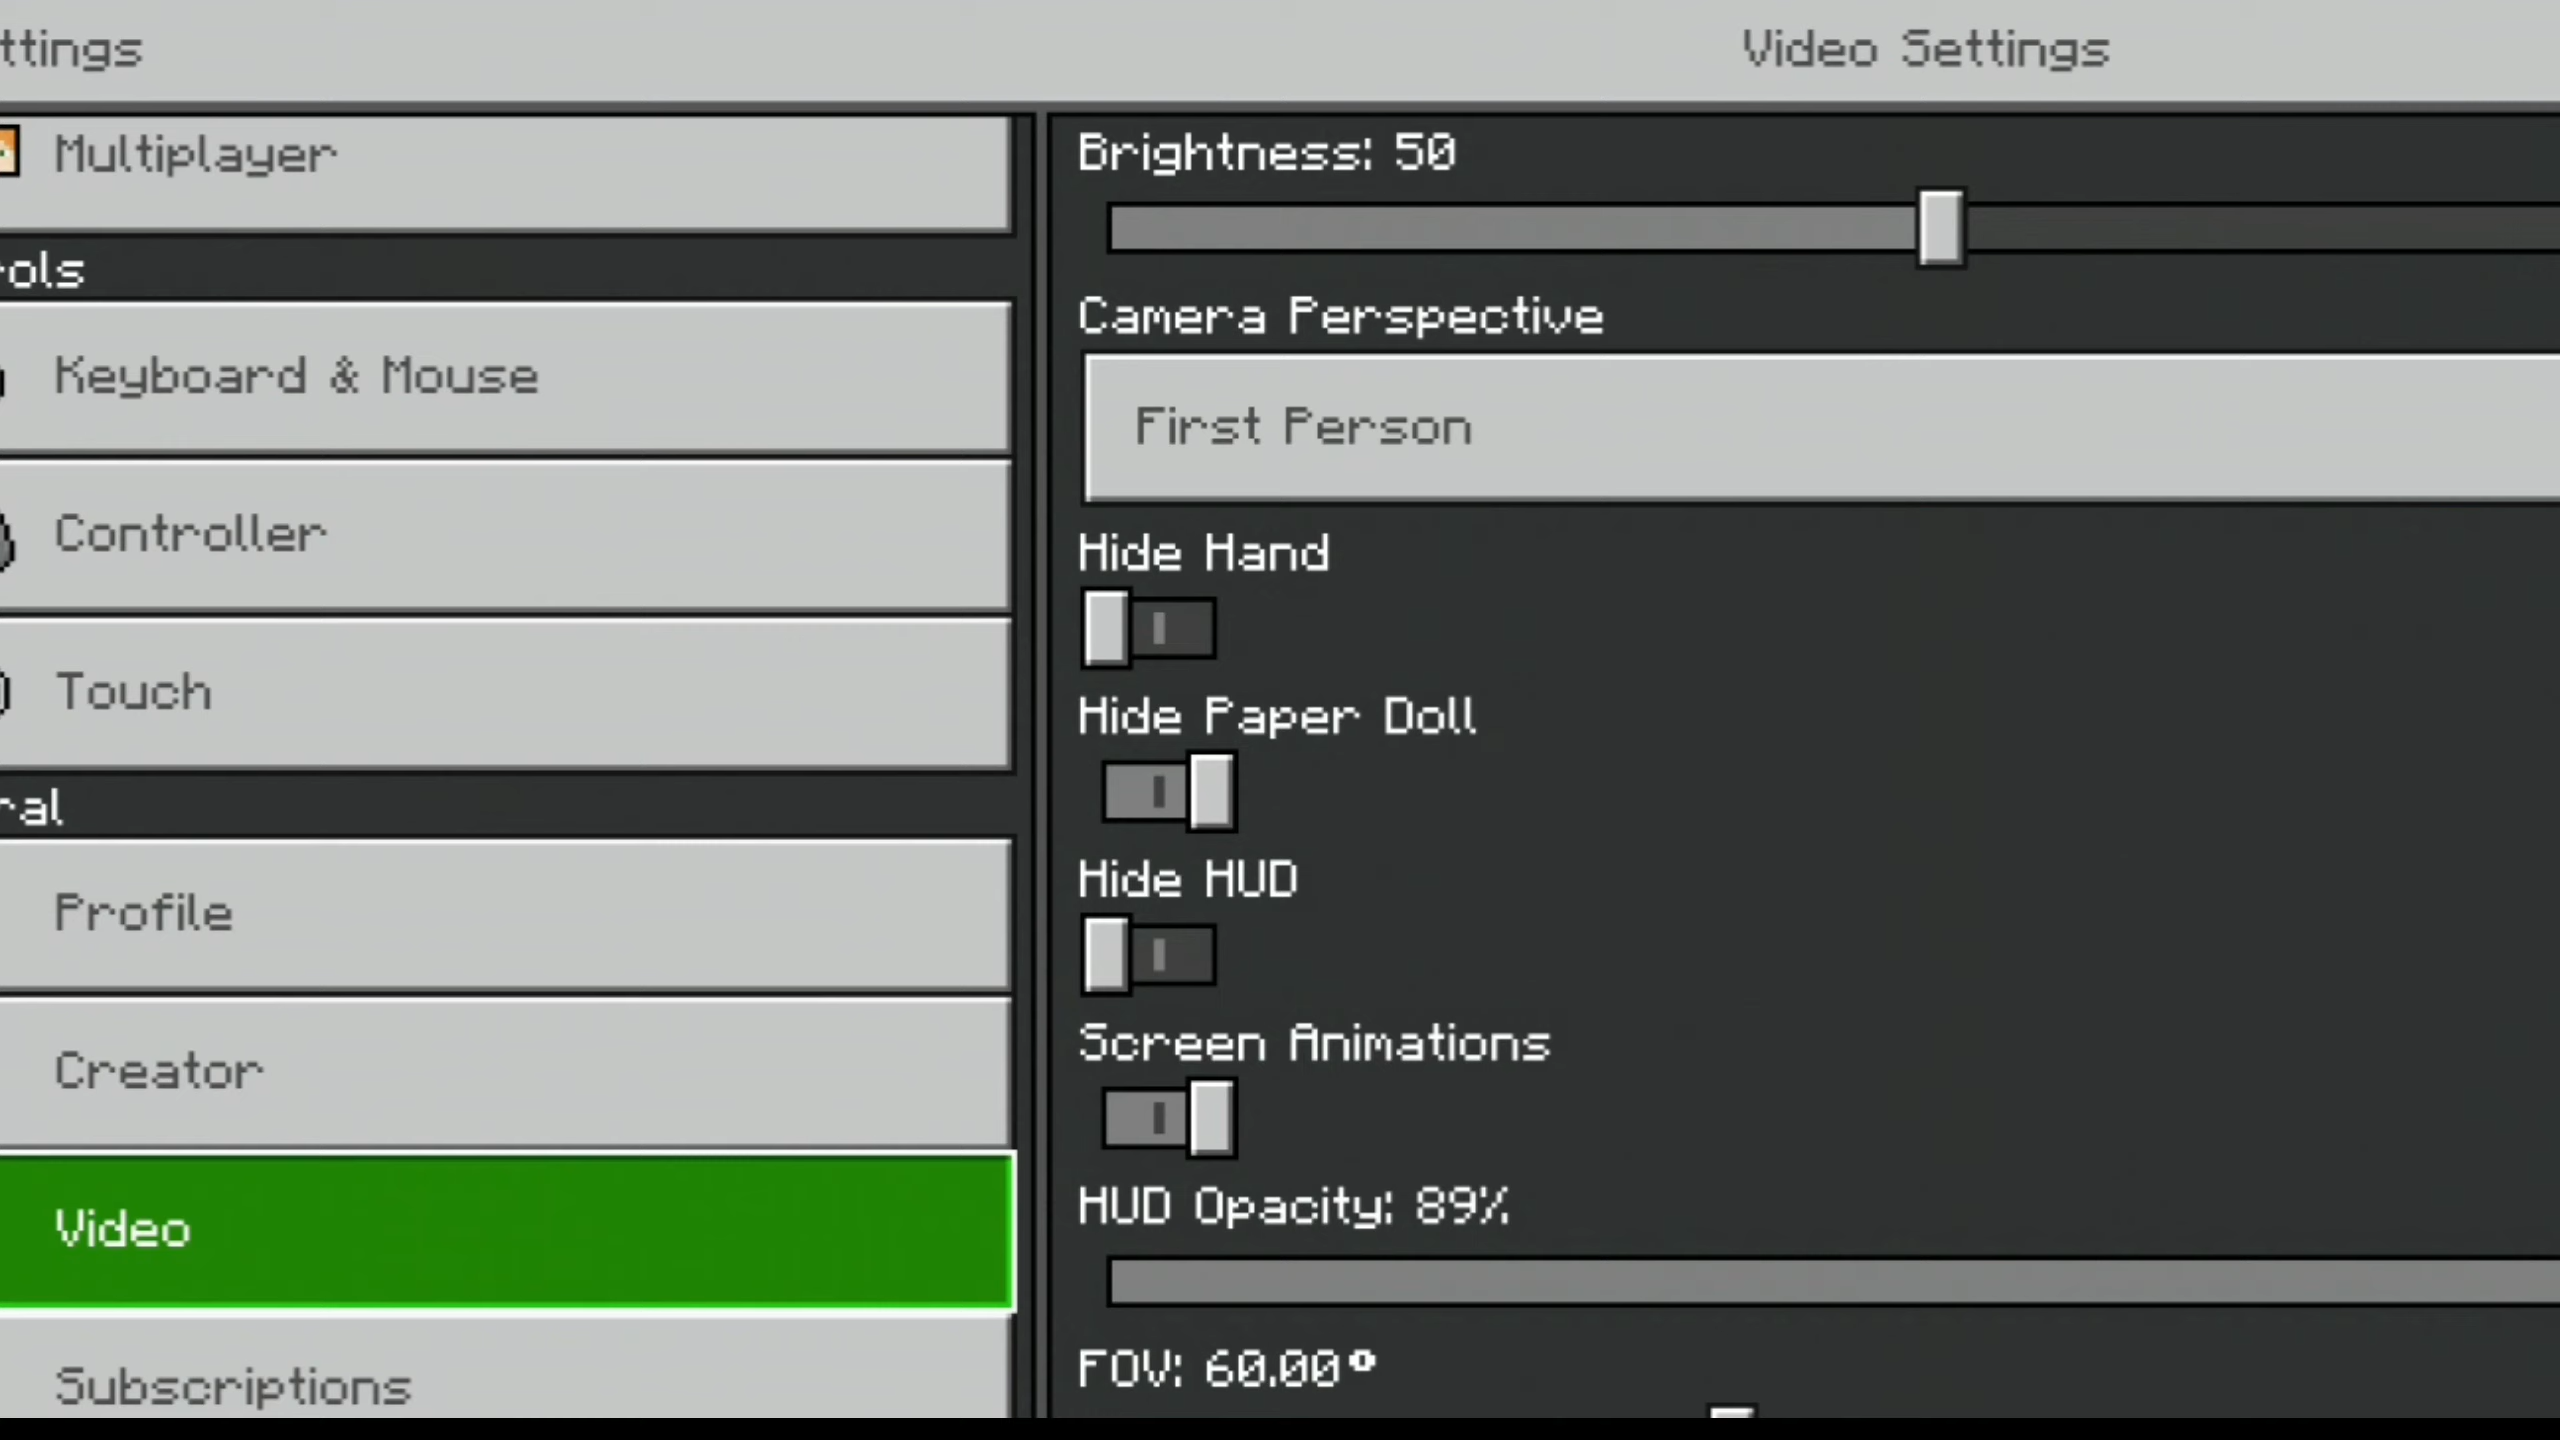 ttings
Video Settings
Multiplayer
rols
Keyboard & Mouse
Controller
Touch
ral
Profile
Creator
Video
Subscriptions
Brightness: 50
Camera Perspective
First Person
Hide Hand
Hide Paper Doll
Hide HUD
Screen Animations
HUD Opacity: 89%
FOV: 60.00°